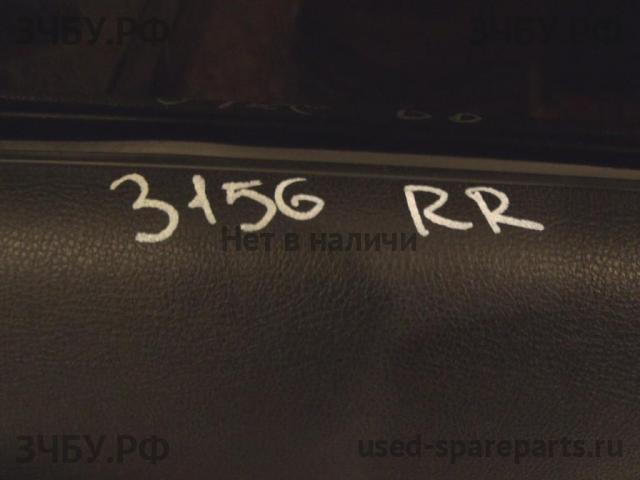 ЗЧБУ.РФ ЗЧБУ.РФ
3156 RR
Нет в наличи
ЗЧБУ.РФ used-spareparts.ru